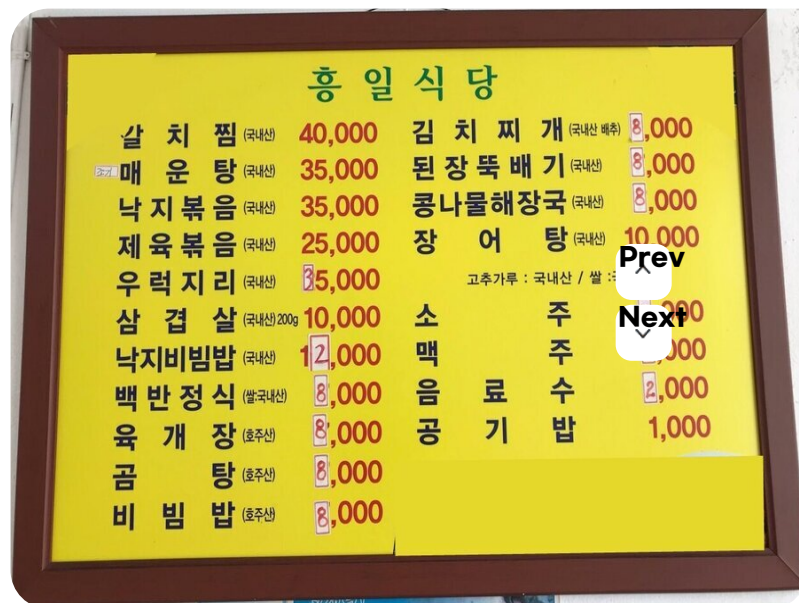 흥일식당
갈치찜 (국내산) 40,000
매운탕 (국내산) 35,000
낙지볶음 (국내산) 35,000
제육볶음 (국내산) 25,000
우럭지리 (국내산) 35,000
삼겹살 (국내산) 200g 10,000
낙지비빔밥 (국내산) 12,000
백반정식 (쌀:국내산) 8,000
육개장 (호주산) 8,000
곰탕 (호주산) 8,000
비빔밥 (호주산) 8,000
김치찌개 (국내산 배추) 8,000
된장뚝배기 (국내산) 8,000
콩나물해장국 (국내산) 8,000
장어탕 (국내산) 10,000
Prev
고추가루 : 국내산 / 쌀 :
Next
소주
맥주
음료수 2,000
공기밥 1,000